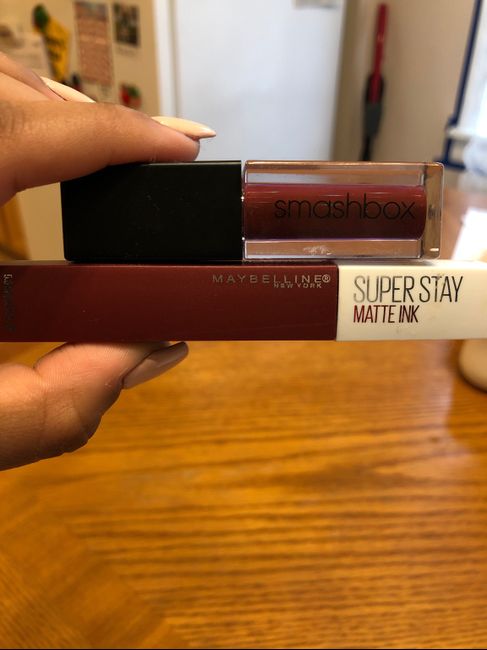 smashbox
MAYBELLINE®
NEW YORK
SUPER STAY
MATTE INK